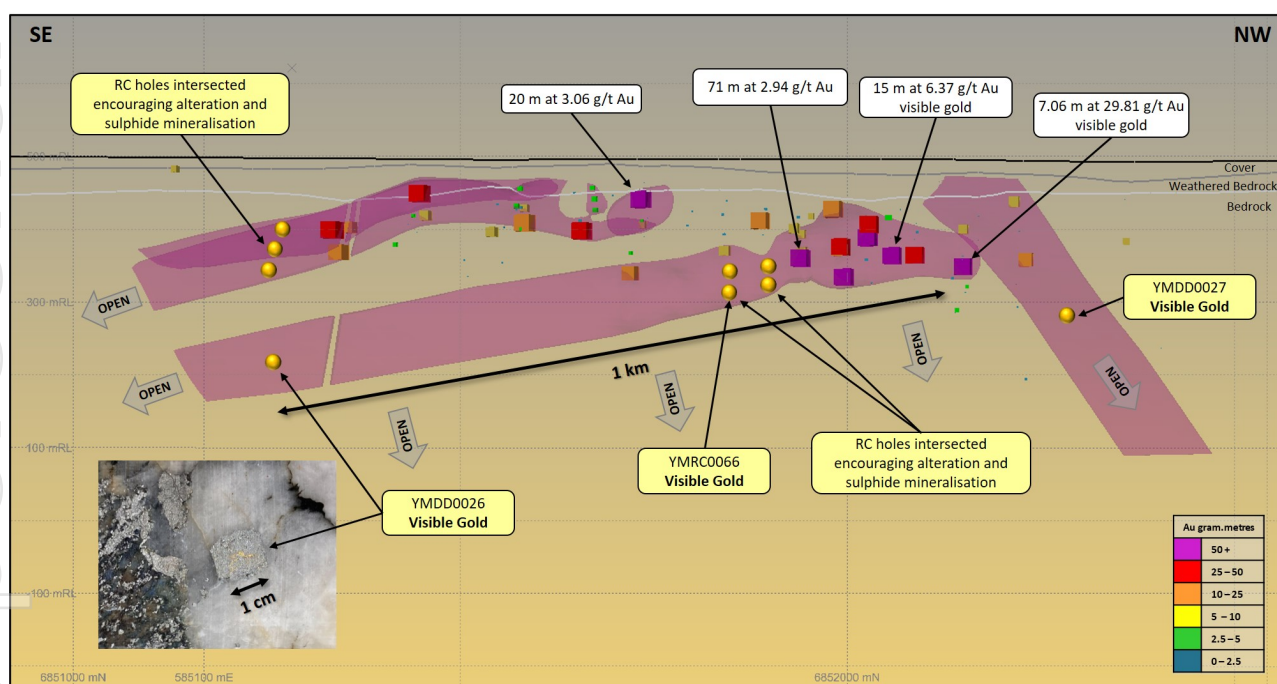 SE
NW
RC holes intersected
encouraging alteration and
sulphide mineralisation
20 m at 3.06 g/t Au
71 m at 2.94 g/t Au
15 m at 6.37 g/t Au
visible gold
7.06 m at 29.81 g/t Au
visible gold
Cover
Weathered Bedrock
Bedrock
300 mRL
OPEN
OPEN
OPEN
OPEN
OPEN
OPEN
1 km
YMDD0027
Visible Gold
100 mRL
YMRC0066
Visible Gold
RC holes intersected
encouraging alteration and
sulphide mineralisation
YMDD0026
Visible Gold
1 cm
-100 mRL
Au gram.metres
50+
25–50
10–25
5 –10
2.5–5
0–2.5
6851000 mN
585100 mE
6852000 mN